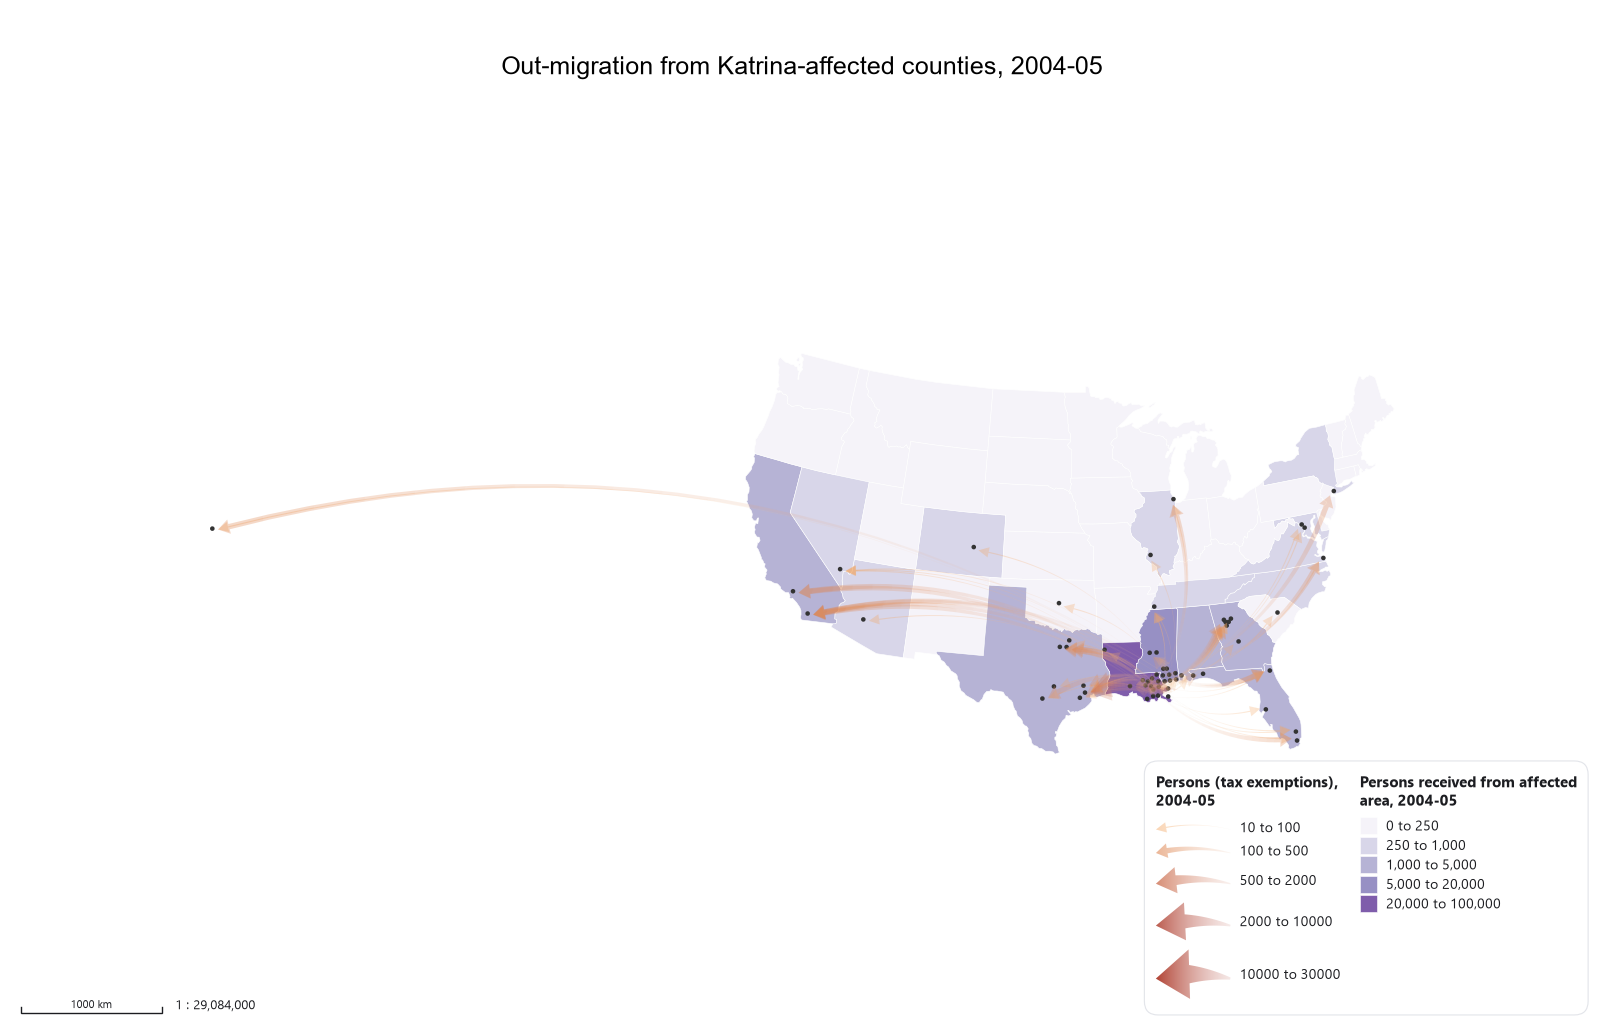 Out-migration from Katrina-affected counties, 2004-05
Persons (tax exemptions),
2004-05
10 to 100
100 to 500
500 to 2000
2000 to 10000
10000 to 30000
Persons received from affected
area, 2004-05
0 to 250
250 to 1,000
1,000 to 5,000
5,000 to 20,000
20,000 to 100,000
1000 km
1 : 29,084,000